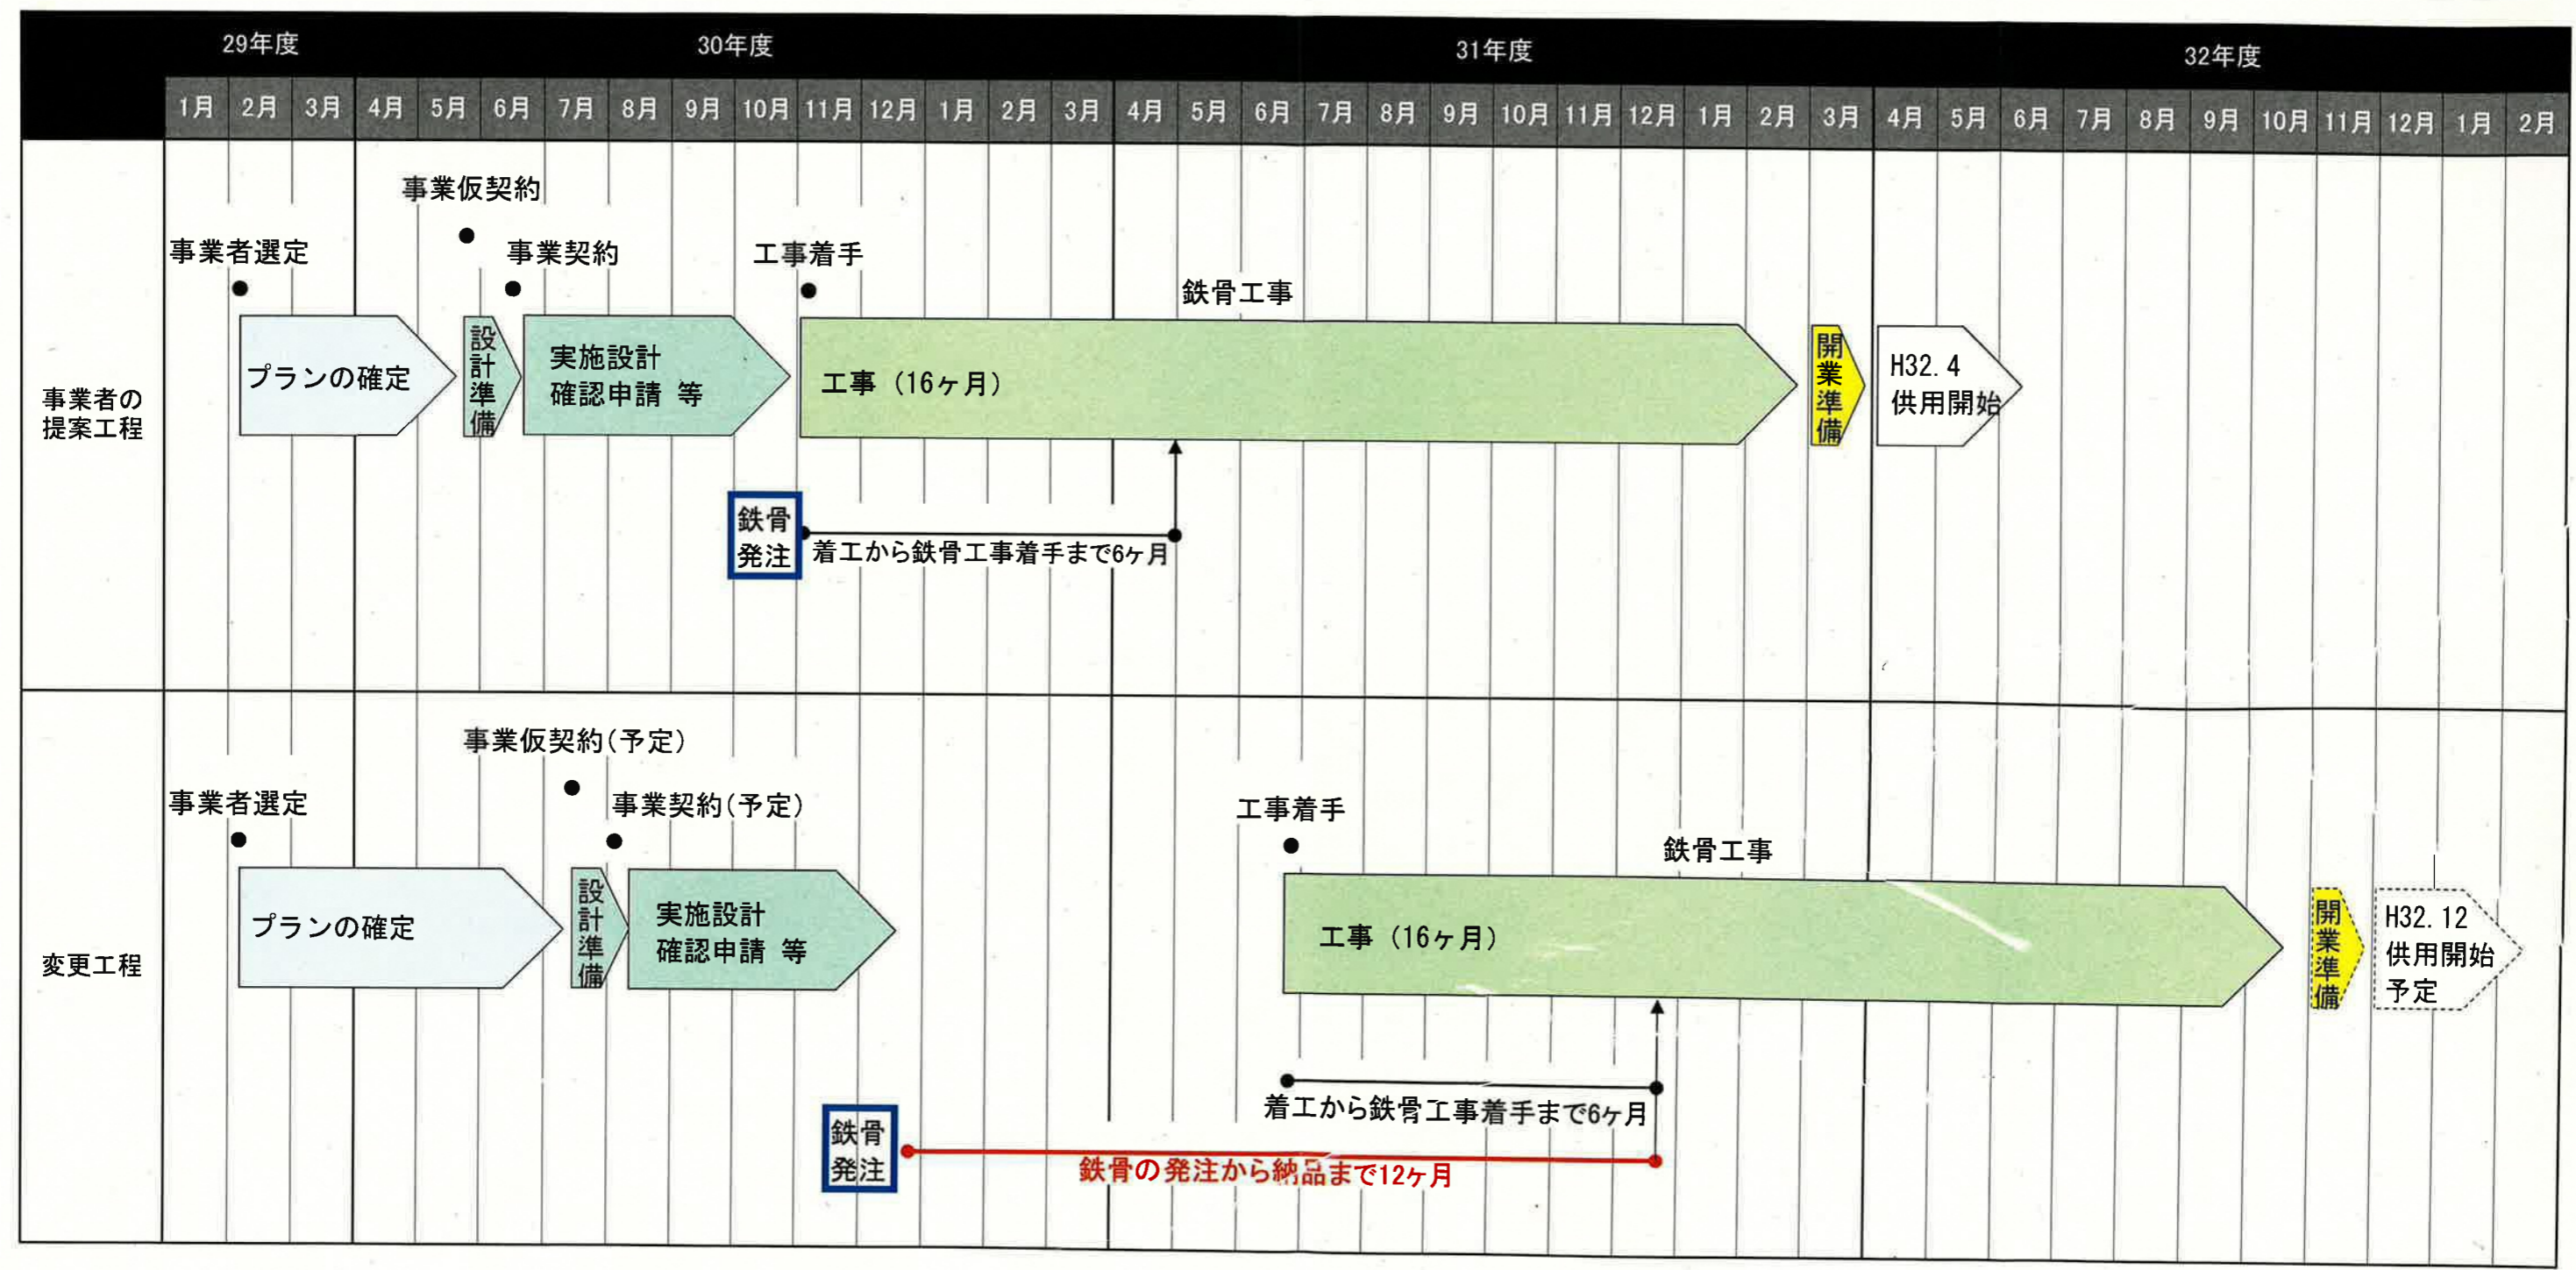 29年度 30年度 31年度 32年度
1月 2月 3月 4月 5月 6月 7月 8月 9月 10月 11月 12月 1月 2月 3月 4月 5月 6月 7月 8月 9月 10月 11月 12月 1月 2月 3月 4月 5月 6月 7月 8月 9月 10月 11月 12月 1月 2月
事業者の
提案工程
事業仮契約
事業者選定
事業契約
工事着手
鉄骨工事
プランの確定
設計準備
実施設計
確認申請 等
工事（16ヶ月）
開業準備
H32.4
供用開始
鉄骨
発注
着工から鉄骨工事着手まで6ヶ月
変更工程
事業仮契約(予定)
事業者選定
事業契約(予定)
工事着手
鉄骨工事
プランの確定
設計準備
実施設計
確認申請 等
工事（16ヶ月）
開業準備
H32.12
供用開始
予定
着工から鉄骨工事着手まで6ヶ月
鉄骨
発注
鉄骨の発注から納品まで12ヶ月